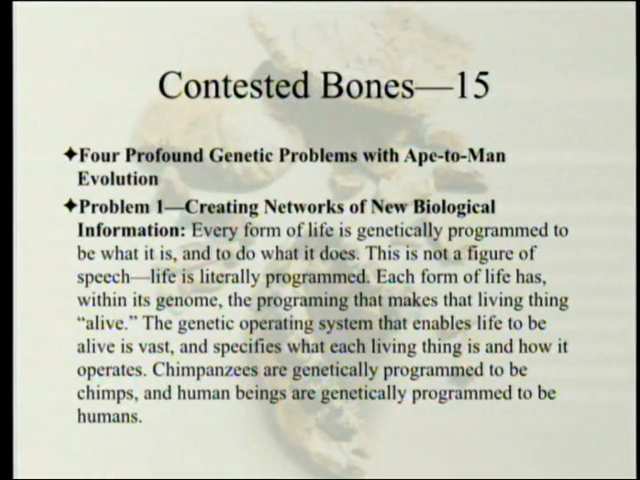 Contested Bones—15
✦Four Profound Genetic Problems with Ape-to-Man
Evolution
✦Problem 1—Creating Networks of New Biological
Information: Every form of life is genetically programmed to
be what it is, and to do what it does. This is not a figure of
speech—life is literally programmed. Each form of life has,
within its genome, the programing that makes that living thing
“alive.” The genetic operating system that enables life to be
alive is vast, and specifies what each living thing is and how it
operates. Chimpanzees are genetically programmed to be
chimps, and human beings are genetically programmed to be
humans.